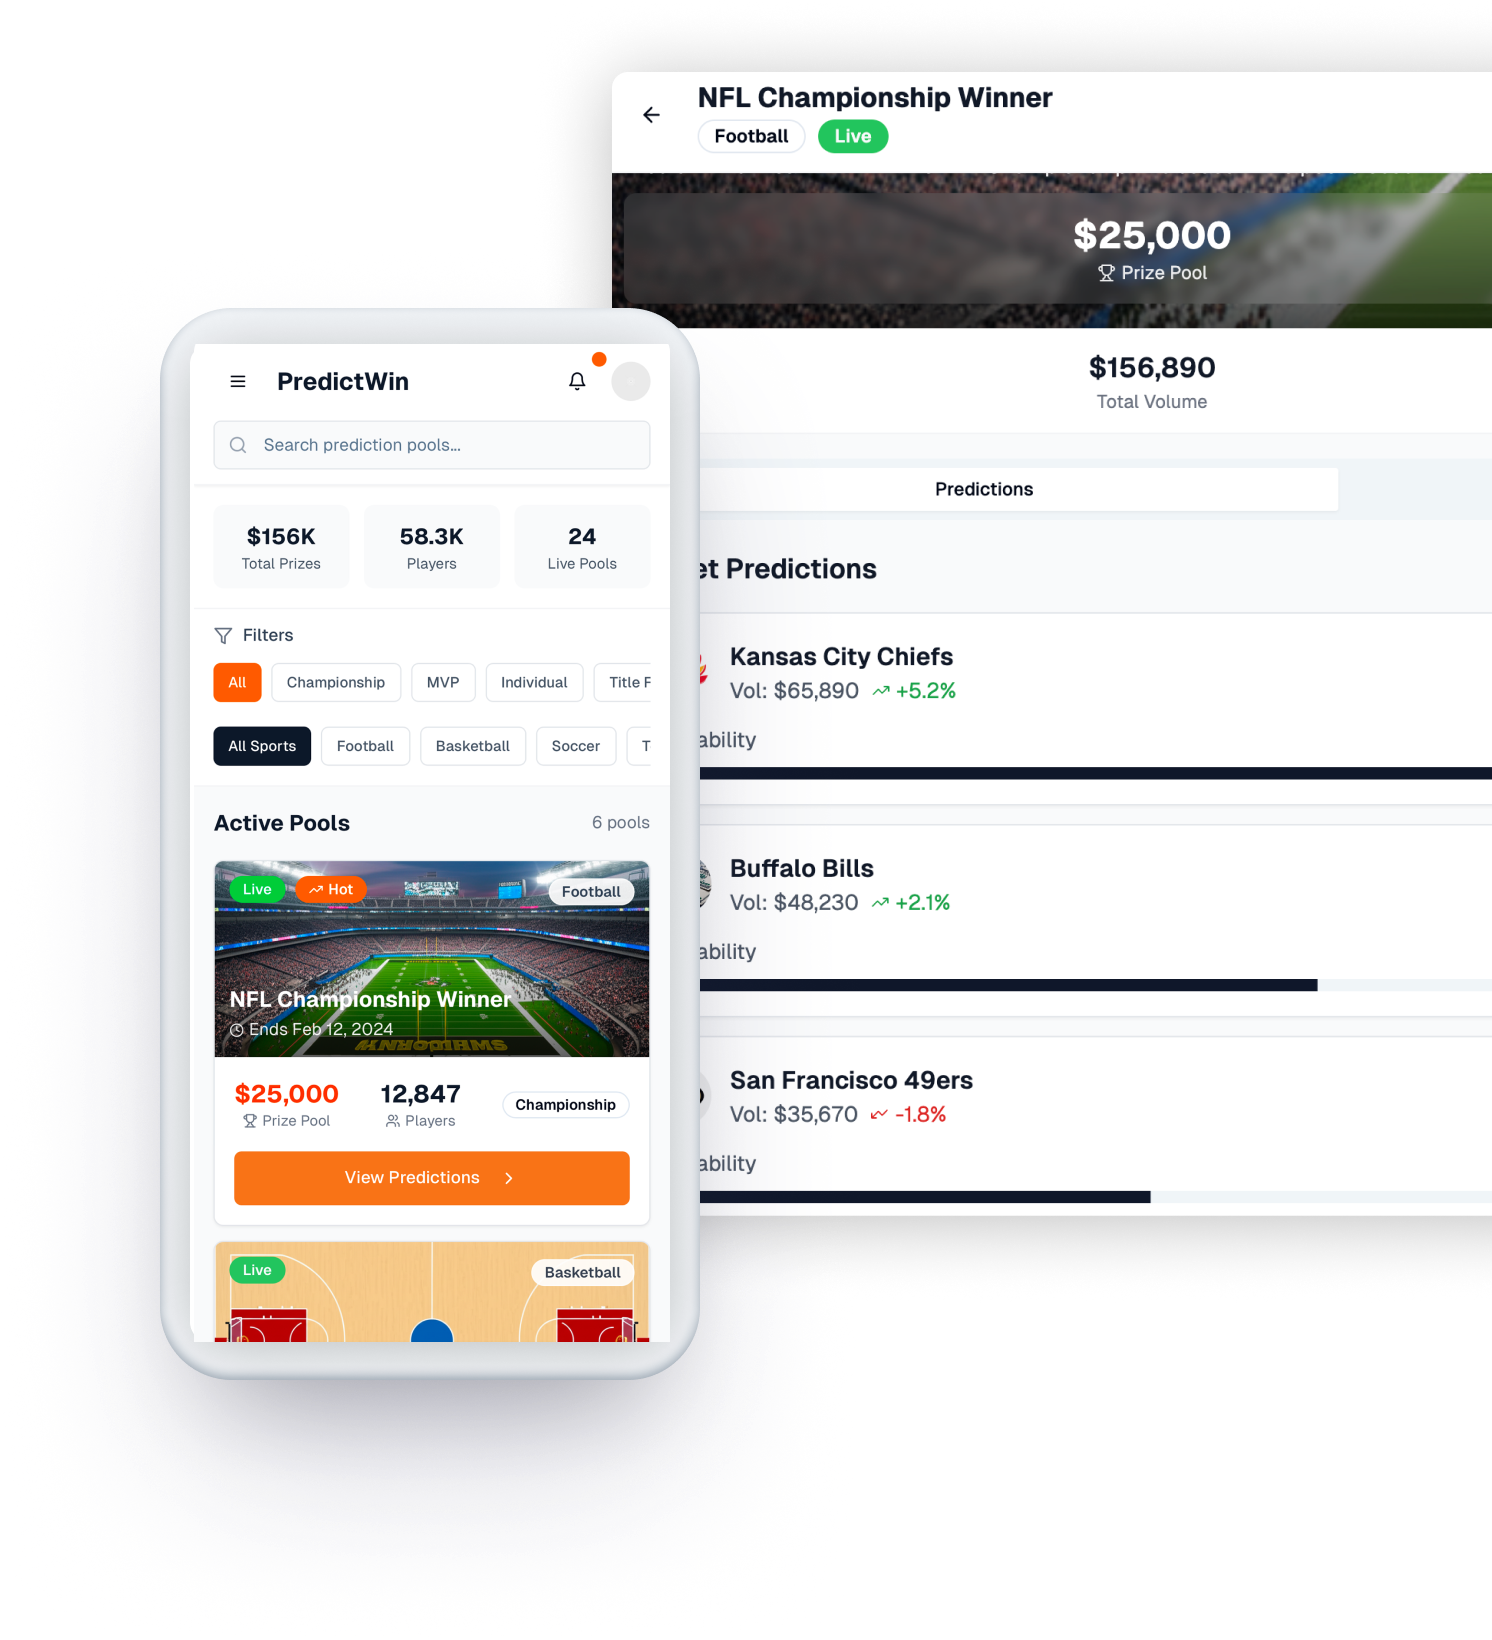 NFL Championship Winner
Football
Live
$25,000
Prize Pool
$156,890
Total Volume
Predictions
et Predictions
Kansas City Chiefs
Vol: $65,890 +5.2%
ability
Buffalo Bills
Vol: $48,230 +2.1%
ability
San Francisco 49ers
Vol: $35,670 -1.8%
ability
PredictWin
Search prediction pools...
$156K
Total Prizes
58.3K
Players
24
Live Pools
Filters
All
Championship
MVP
Individual
Title F
All Sports
Football
Basketball
Soccer
T
Active Pools
6 pools
Live
Hot
Football
NFL Championship Winner
Ends Feb 12, 2024
$25,000
Prize Pool
12,847
Players
Championship
View Predictions
Live
Basketball